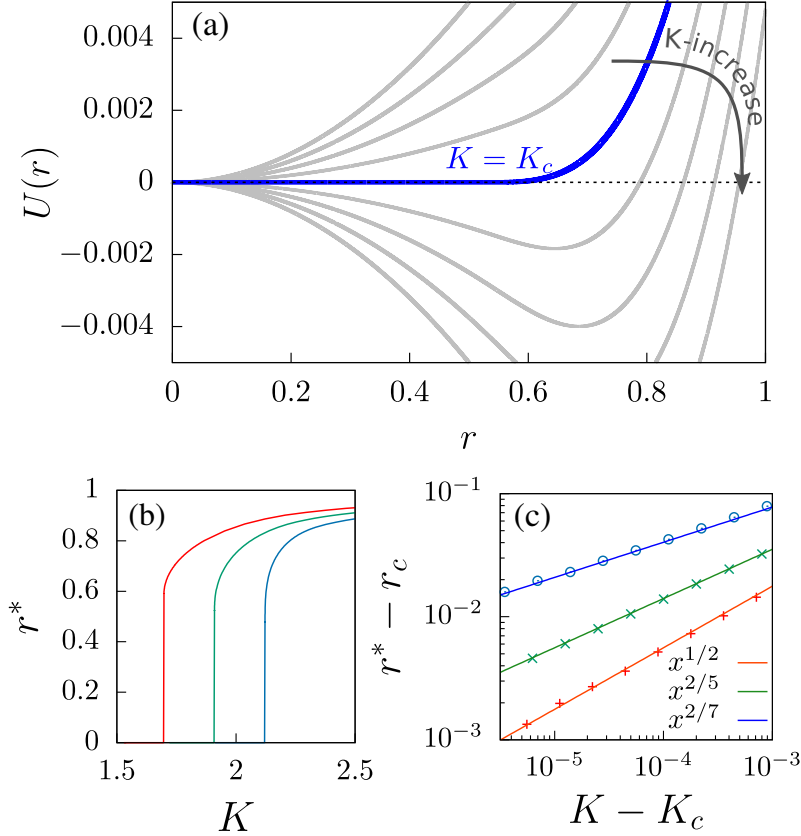 (a)
0.004
0.002
0
−0.002
−0.004
U(r)
K = K_c
K-increase
0
0.2
0.4
0.6
0.8
1
r
(b)
1
0.8
0.6
0.4
0.2
0
r*
1.5
2
2.5
K
(c)
10^{-1}
10^{-2}
10^{-3}
r* − r_c
x^{1/2}
x^{2/5}
x^{2/7}
10^{-5}
10^{-4}
10^{-3}
K − K_c